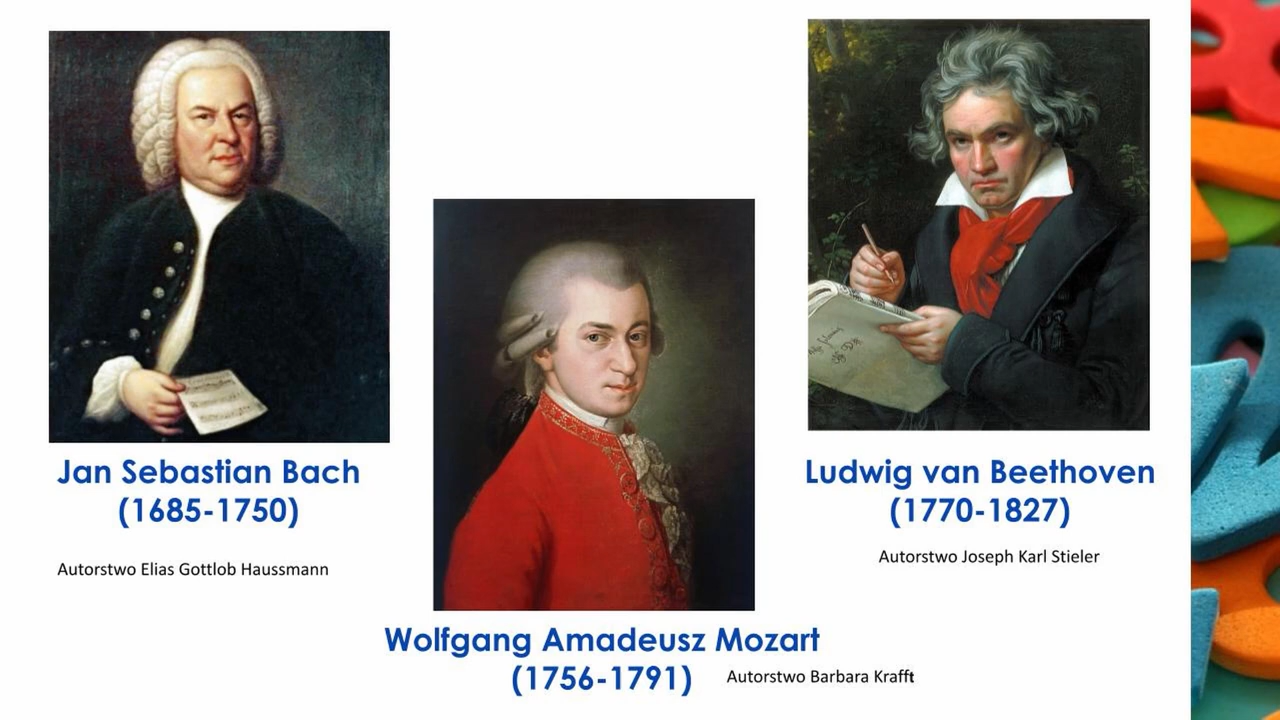 Jan Sebastian Bach
(1685-1750)
Autorstwo Elias Gottlob Haussmann
Wolfgang Amadeusz Mozart
(1756-1791)
Autorstwo Barbara Krafft
Ludwig van Beethoven
(1770-1827)
Autorstwo Joseph Karl Stieler